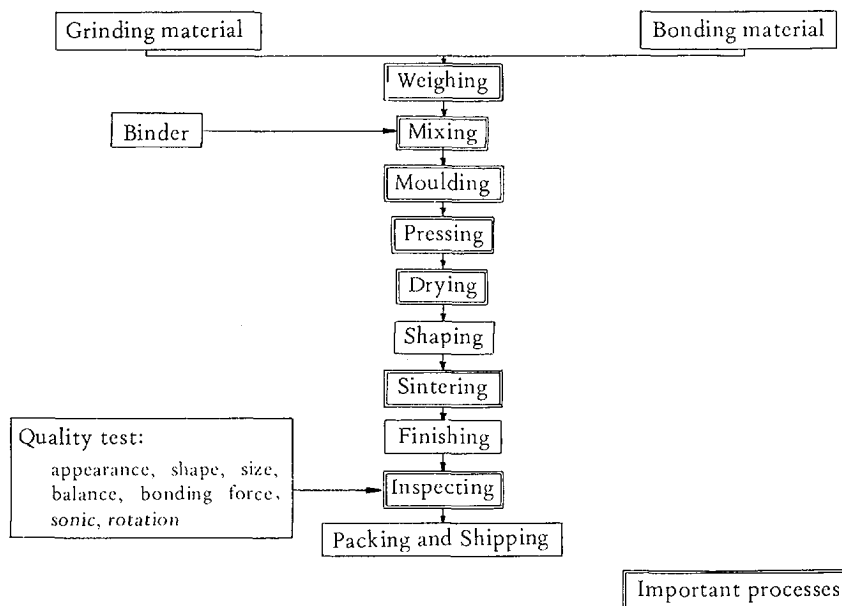 Grinding material
Bonding material
Weighing
Binder
Mixing
Moulding
Pressing
Drying
Shaping
Sintering
Finishing
Quality test:
appearance, shape, size,
balance, bonding force,
sonic, rotation
Inspecting
Packing and Shipping
Important processes